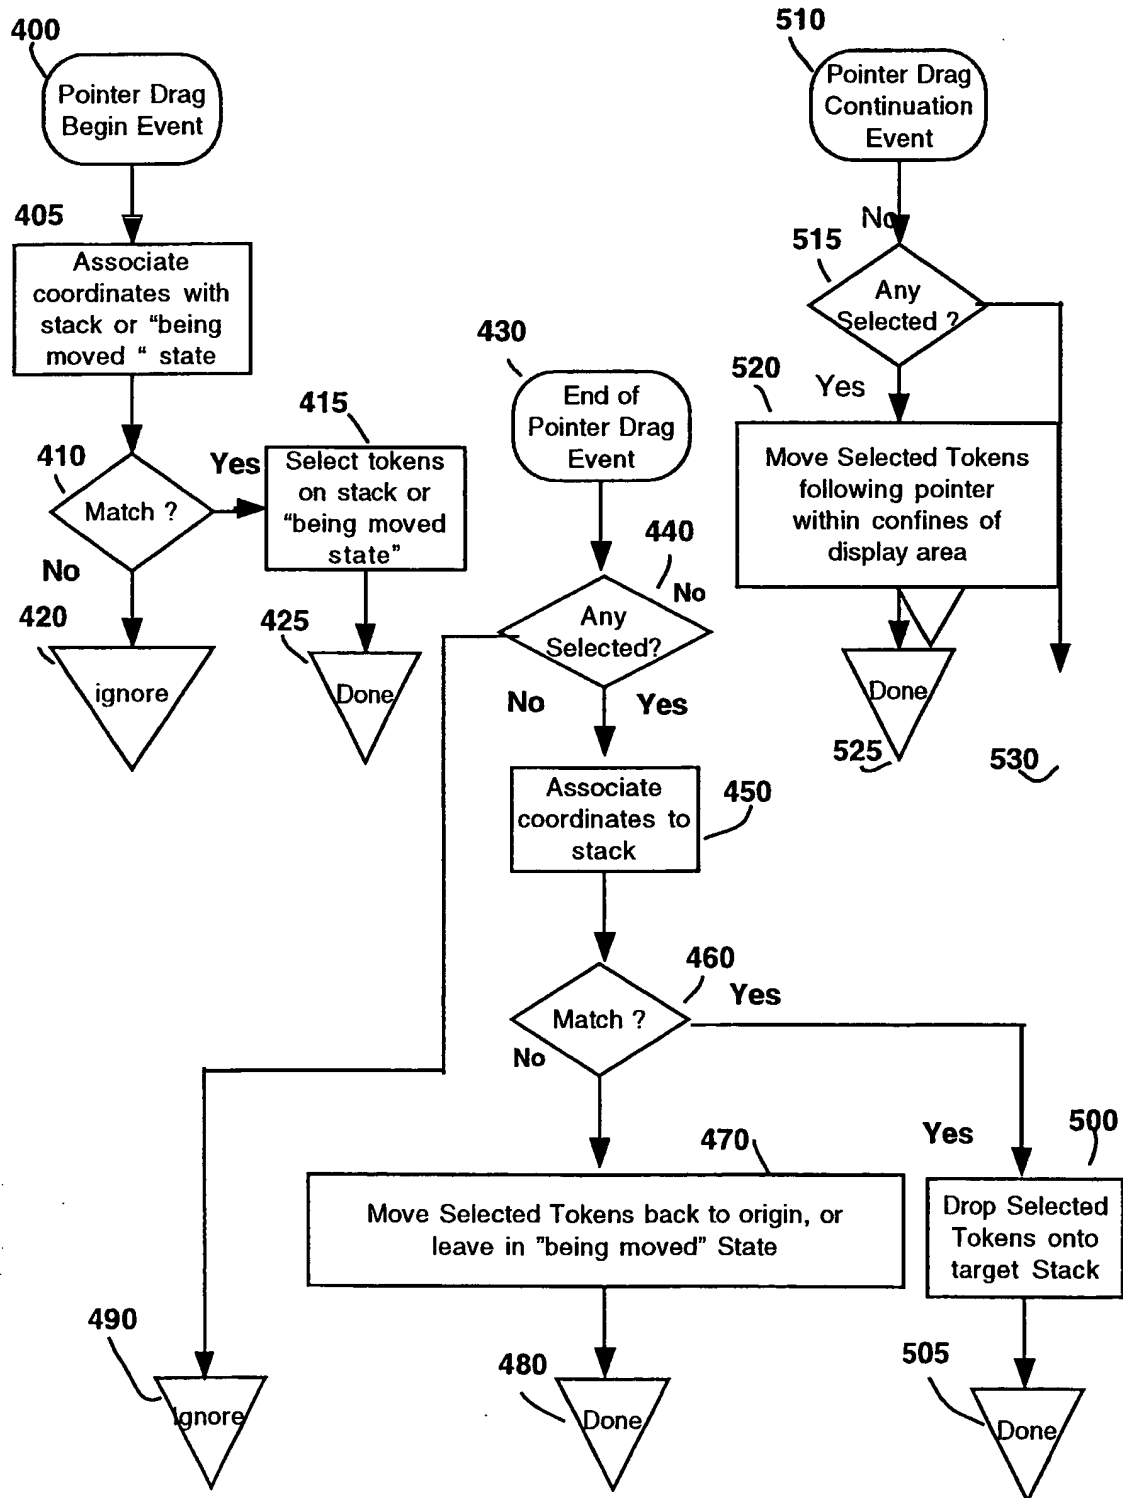 400
Pointer Drag
Begin Event
405
Associate
coordinates with
stack or “being
moved “ state
410
Match ?
Yes
No
415
Select tokens
on stack or
“being moved
state”
420
ignore
425
Done
430
End of
Pointer Drag
Event
440
No
Any
Selected?
No
Yes
450
Associate
coordinates to
stack
460
Match ?
Yes
No
470
Move Selected Tokens back to origin, or
leave in ”being moved” State
480
Done
490
Ignore
Yes
500
Drop Selected
Tokens onto
target Stack
505
Done
510
Pointer Drag
Continuation
Event
No
515
Any
Selected ?
Yes
520
Move Selected Tokens
following pointer
within confines of
display area
Done
525
530